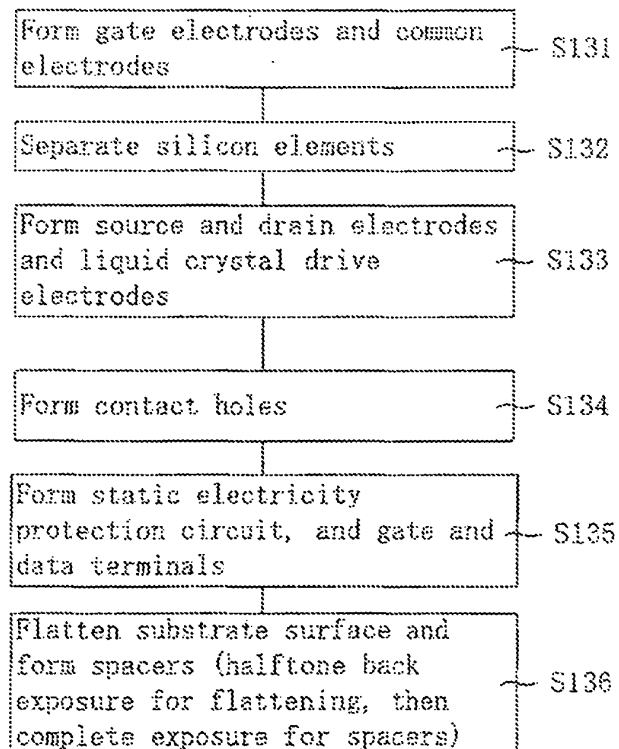 Form gate electrodes and common
electrodes
S131
Separate silicon elements
S132
Form source and drain electrodes
and liquid crystal drive
electrodes
S133
Form contact holes
S134
Form static electricity
protection circuit, and gate and
data terminals
S135
Flatten substrate surface and
form spacers (halftone back
exposure for flattening, then
complete exposure for spacers)
S136